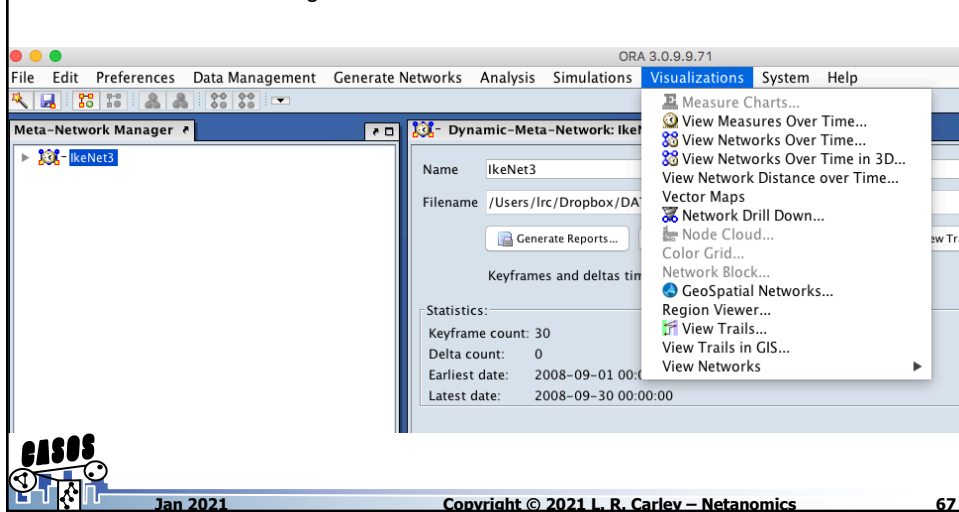 ORA 3.0.9.9.71
File Edit Preferences Data Management Generate Networks Analysis Simulations Visualizations System Help
Meta-Network Manager
IkeNet3
Dynamic-Meta-Network: IkeN
Name IkeNet3
Filename /Users/lrc/Dropbox/DA
Generate Reports...
ew Tr
Keyframes and deltas tim
Statistics:
Keyframe count: 30
Delta count: 0
Earliest date: 2008-09-01 00:0
Latest date: 2008-09-30 00:00:00
Measure Charts...
View Measures Over Time...
View Networks Over Time...
View Networks Over Time in 3D...
View Network Distance over Time...
Vector Maps
Network Drill Down...
Node Cloud...
Color Grid...
Network Block...
GeoSpatial Networks...
Region Viewer...
View Trails...
View Trails in GIS...
View Networks
CASOS
Jan 2021
Copyright © 2021 L. R. Carley – Netanomics
67